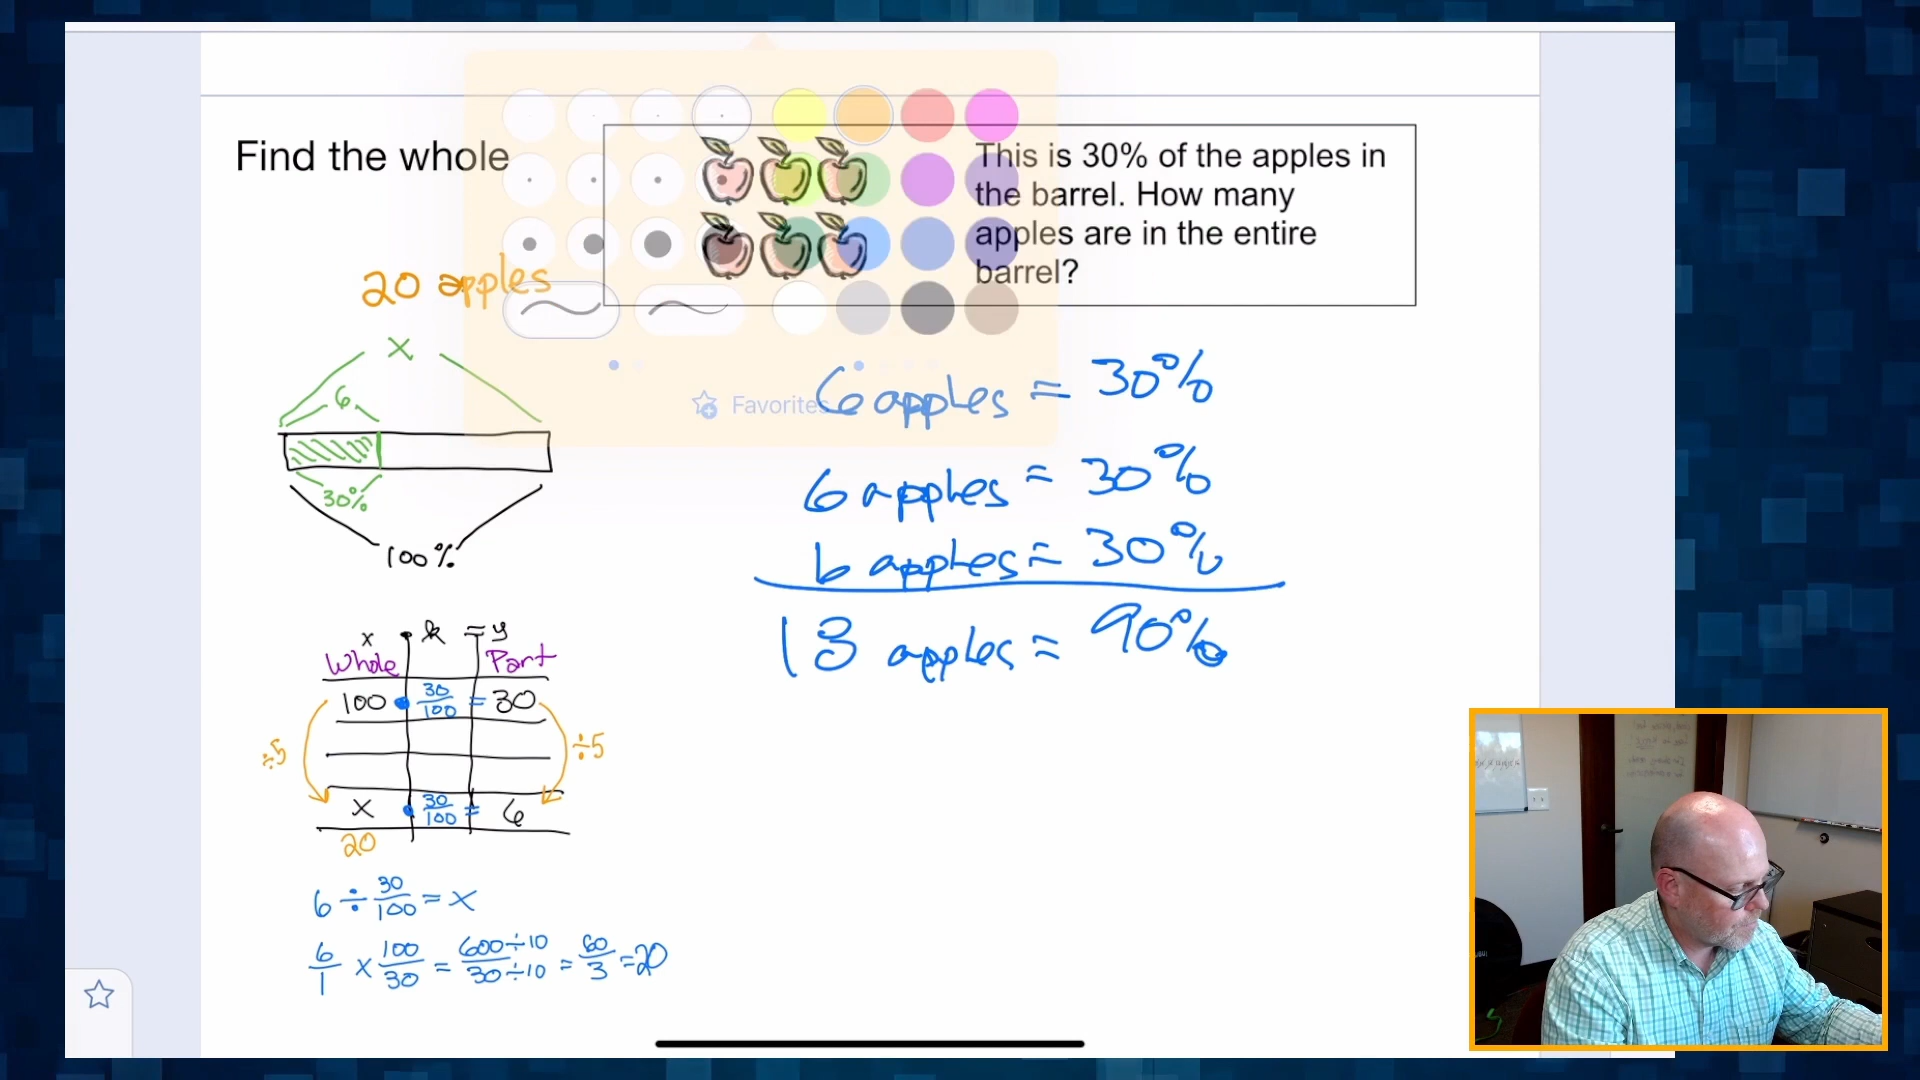 Find the whole
This is 30% of the apples in
the barrel. How many
apples are in the entire
barrel?
20 apples
x
6
30%
100%
Favorites
6 apples = 30%
6 apples = 30%
6 apples = 30%
18 apples = 90%
x • k = y
Whole Part
100 • 30/100 = 30
÷5 ÷5
x • 30/100 = 6
20
6 ÷ 30/100 = x
6/1 x 100/30 = 600÷10/30÷10 = 60/3 = 20